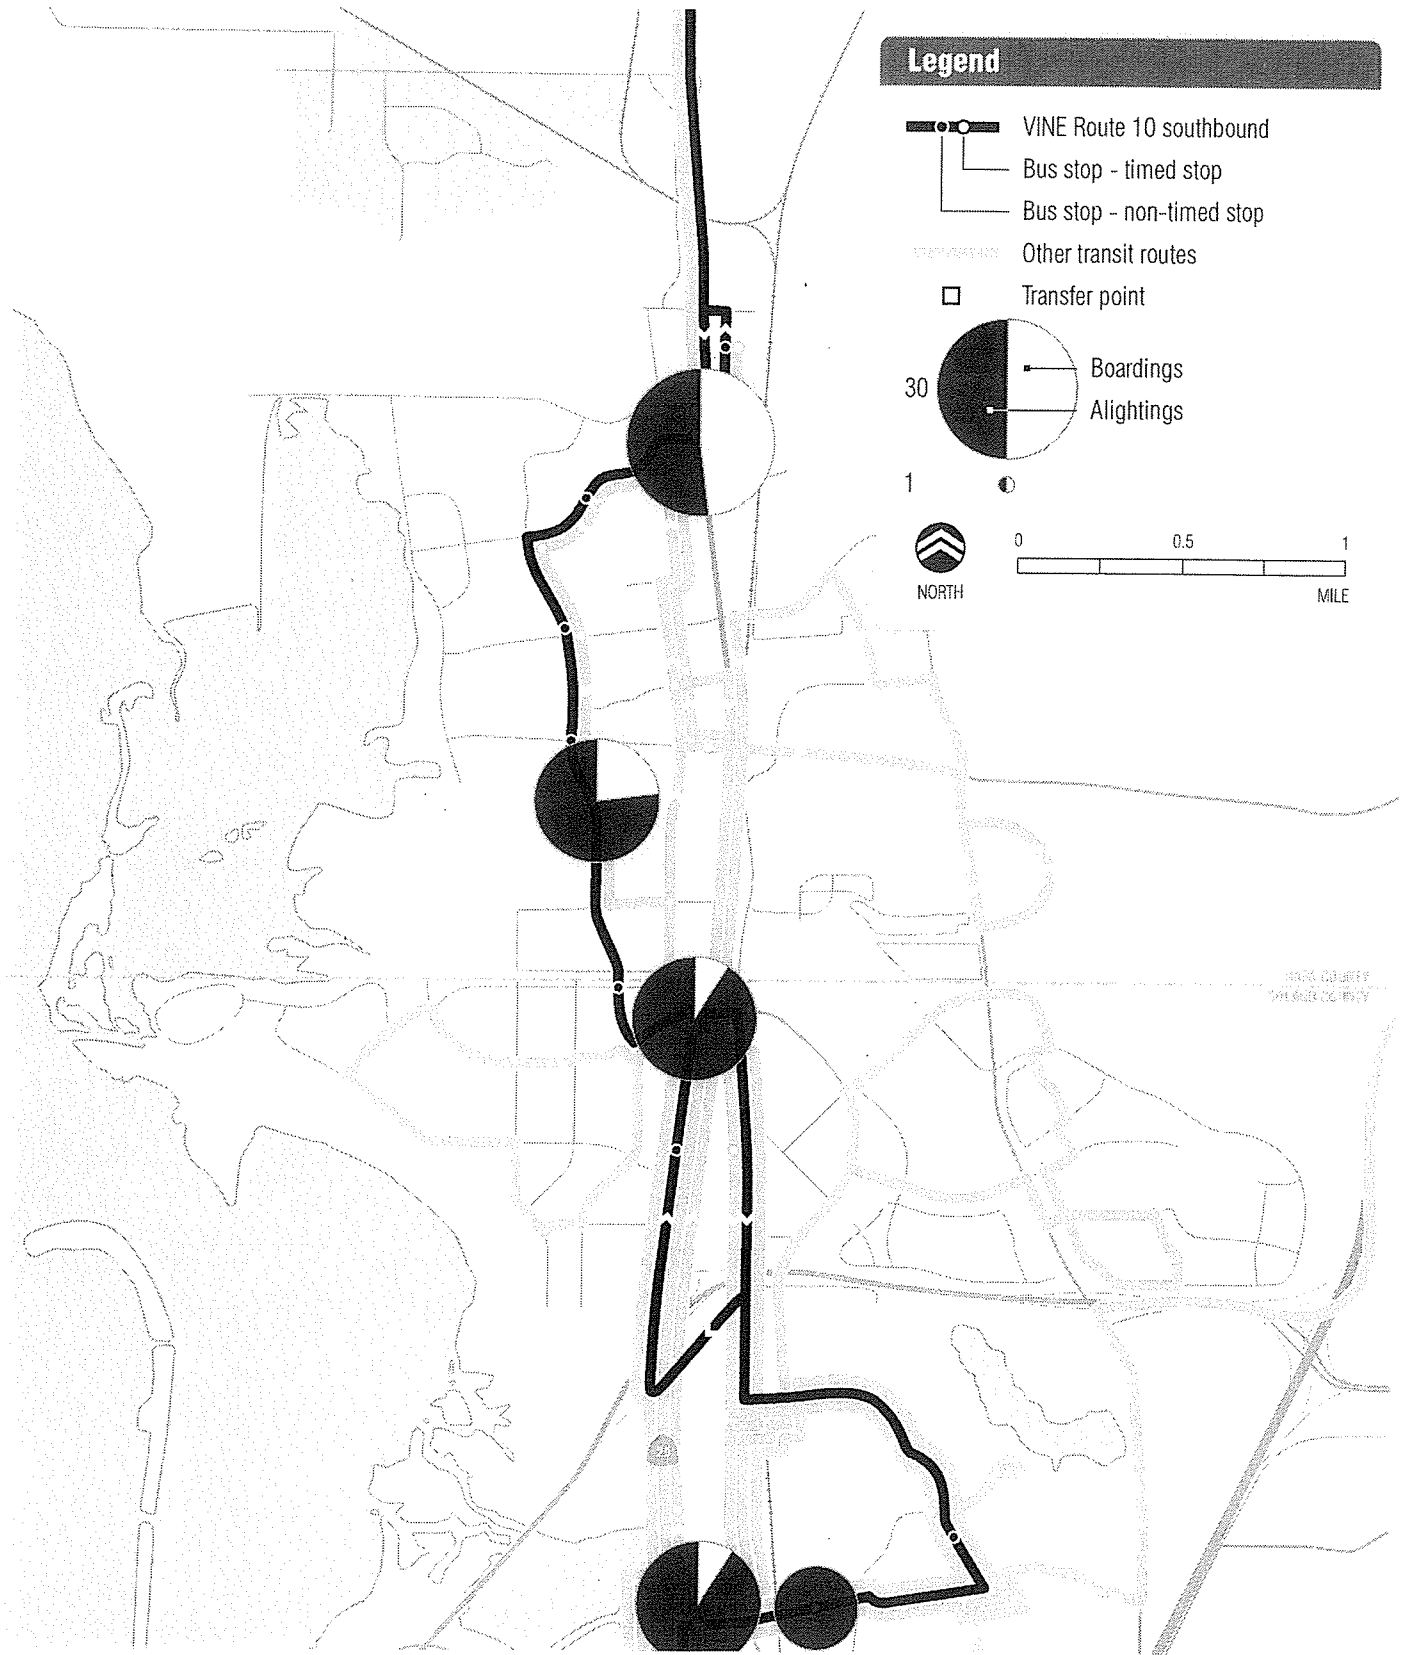 Legend
VINE Route 10 southbound
Bus stop - timed stop
Bus stop - non-timed stop
Other transit routes
Transfer point
30
Boardings
Alightings
1
NORTH
0 0.5 1
MILE